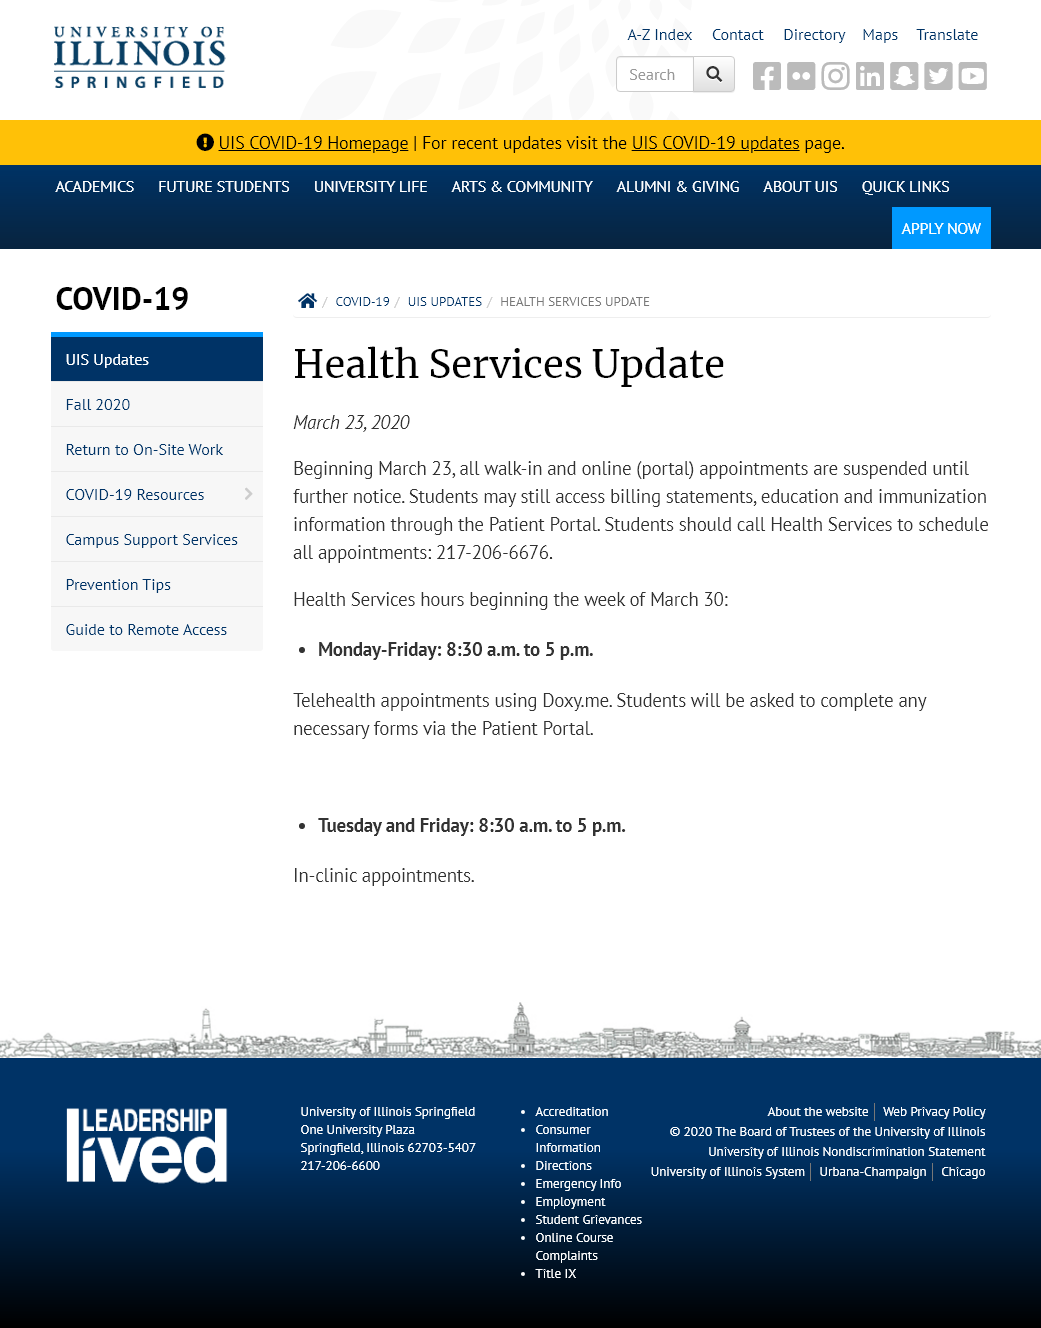 UNIVERSITY OF
ILLINOIS
SPRINGFIELD
A-Z Index Contact Directory Maps Translate
Search
UIS COVID-19 Homepage | For recent updates visit the UIS COVID-19 updates page.
ACADEMICS FUTURE STUDENTS UNIVERSITY LIFE ARTS & COMMUNITY ALUMNI & GIVING ABOUT UIS QUICK LINKS
APPLY NOW
COVID-19
UIS Updates
Fall 2020
Return to On-Site Work
COVID-19 Resources
Campus Support Services
Prevention Tips
Guide to Remote Access
/ COVID-19 / UIS UPDATES / HEALTH SERVICES UPDATE
Health Services Update
March 23, 2020
Beginning March 23, all walk-in and online (portal) appointments are suspended until
further notice. Students may still access billing statements, education and immunization
information through the Patient Portal. Students should call Health Services to schedule
all appointments: 217-206-6676.
Health Services hours beginning the week of March 30:
• Monday-Friday: 8:30 a.m. to 5 p.m.
Telehealth appointments using Doxy.me. Students will be asked to complete any
necessary forms via the Patient Portal.
• Tuesday and Friday: 8:30 a.m. to 5 p.m.
In-clinic appointments.
LEADERSHIP
lived
University of Illinois Springfield
One University Plaza
Springfield, Illinois 62703-5407
217-206-6600
• Accreditation
• Consumer
Information
• Directions
• Emergency Info
• Employment
• Student Grievances
• Online Course
Complaints
• Title IX
About the website | Web Privacy Policy
© 2020 The Board of Trustees of the University of Illinois
University of Illinois Nondiscrimination Statement
University of Illinois System | Urbana-Champaign | Chicago